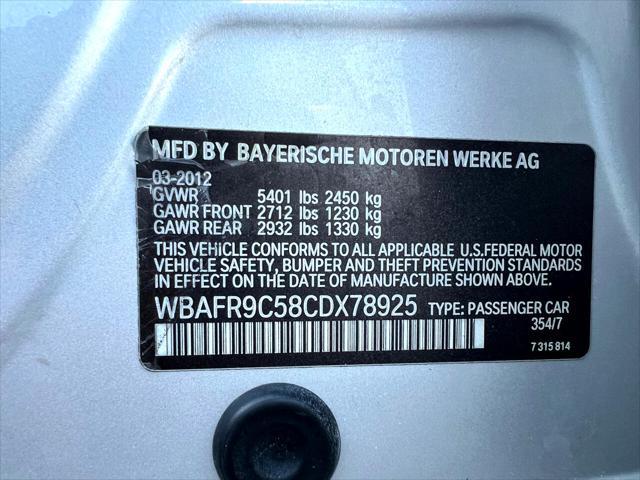 MFD BY BAYERISCHE MOTOREN WERKE AG
03-2012
GVWR 5401 lbs 2450 kg
GAWR FRONT 2712 lbs 1230 kg
GAWR REAR 2932 lbs 1330 kg
THIS VEHICLE CONFORMS TO ALL APPLICABLE U.S.FEDERAL MOTOR
VEHICLE SAFETY, BUMPER AND THEFT PREVENTION STANDARDS
IN EFFECT ON THE DATE OF MANUFACTURE SHOWN ABOVE.
WBAFR9C58CDX78925 TYPE: PASSENGER CAR
354/7
7 315 814